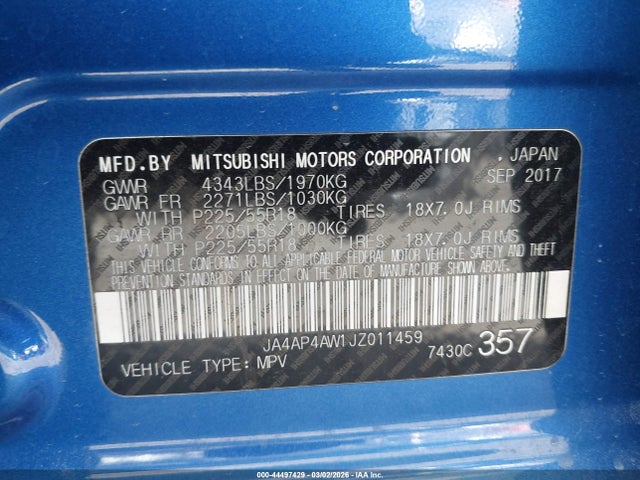 MFD.BY MITSUBISHI MOTORS CORPORATION . JAPAN
GVWR 4343LBS/1970KG SEP 2017
GAWR FR 2271LBS/1030KG
WITH P225/55R18 TIRES 18X7.0J RIMS
GAWR RR 2205LBS/1000KG
WITH P225/55R18 TIRES 18X7.0J RIMS
THIS VEHICLE CONFORMS TO ALL APPLICABLE FEDERAL MOTOR VEHICLE SAFETY AND THEFT
PREVENTION STANDARDS IN EFFECT ON THE DATE OF MANUFACTURE SHOWN ABOVE.
JA4AP4AW1JZ011459
7430C 357
VEHICLE TYPE: MPV
000-44497429 - 03/02/2026 - IAA Inc.